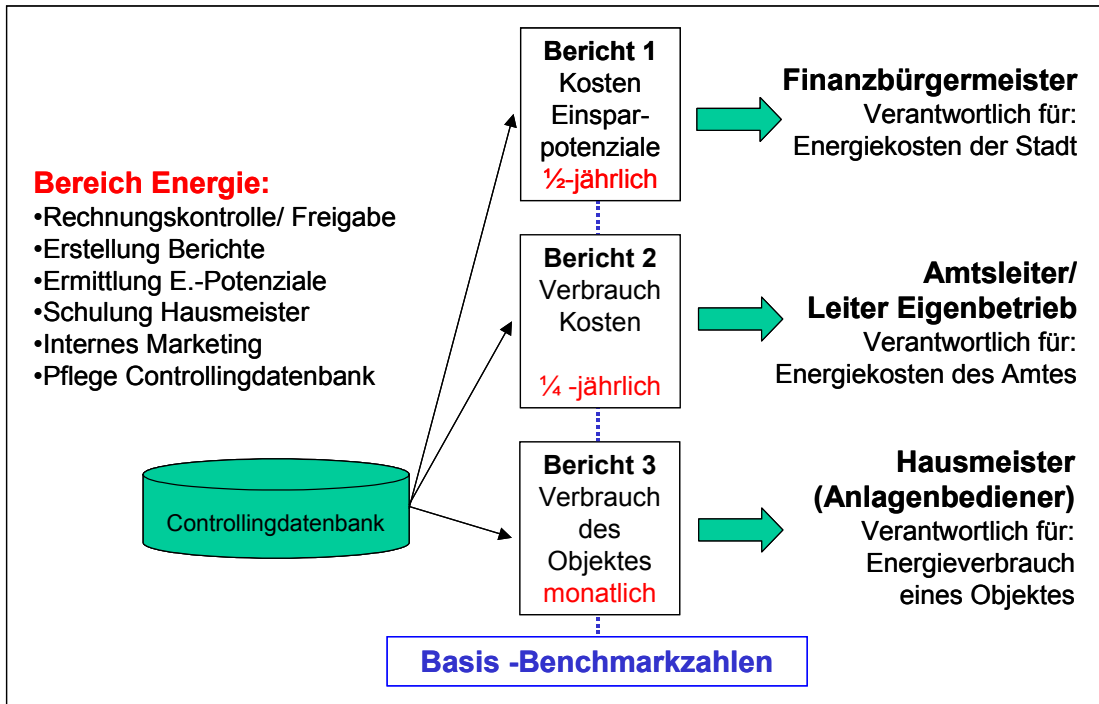 Bereich Energie:
•Rechnungskontrolle/ Freigabe
•Erstellung Berichte
•Ermittlung E.-Potenziale
•Schulung Hausmeister
•Internes Marketing
•Pflege Controllingdatenbank
Controllingdatenbank
Bericht 1
Kosten
Einspar-
potenziale
½-jährlich
Finanzbürgermeister
Verantwortlich für:
Energiekosten der Stadt
Bericht 2
Verbrauch
Kosten
¼ -jährlich
Amtsleiter/
Leiter Eigenbetrieb
Verantwortlich für:
Energiekosten des Amtes
Bericht 3
Verbrauch
des
Objektes
monatlich
Hausmeister
(Anlagenbediener)
Verantwortlich für:
Energieverbrauch
eines Objektes
Basis -Benchmarkzahlen